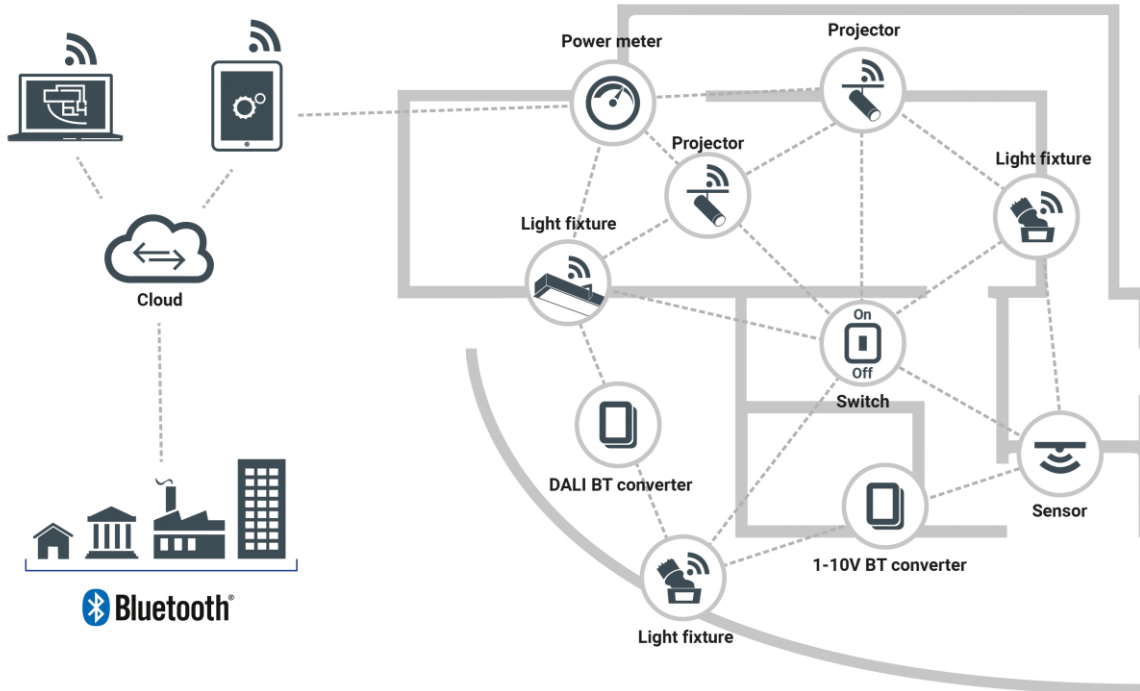 Power meter
Projector
Projector
Light fixture
Light fixture
Cloud
On
Off
Switch
DALI BT converter
Sensor
1-10V BT converter
Bluetooth®
Light fixture